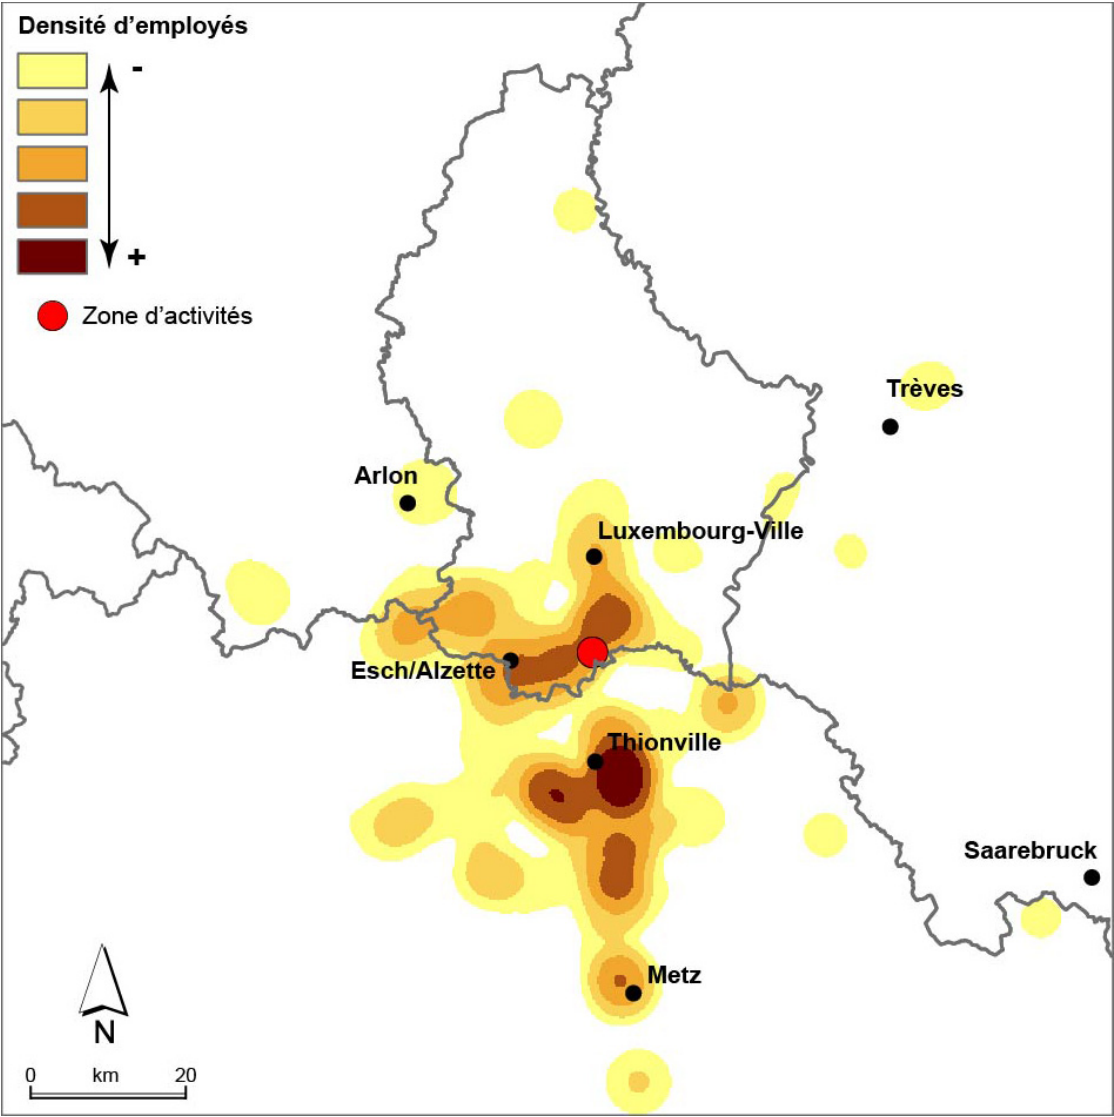 Densité d’employés
-
+
Zone d’activités
Trèves
Arlon
Luxembourg-Ville
Esch/Alzette
Thionville
Saarebruck
Metz
N
0 km 20